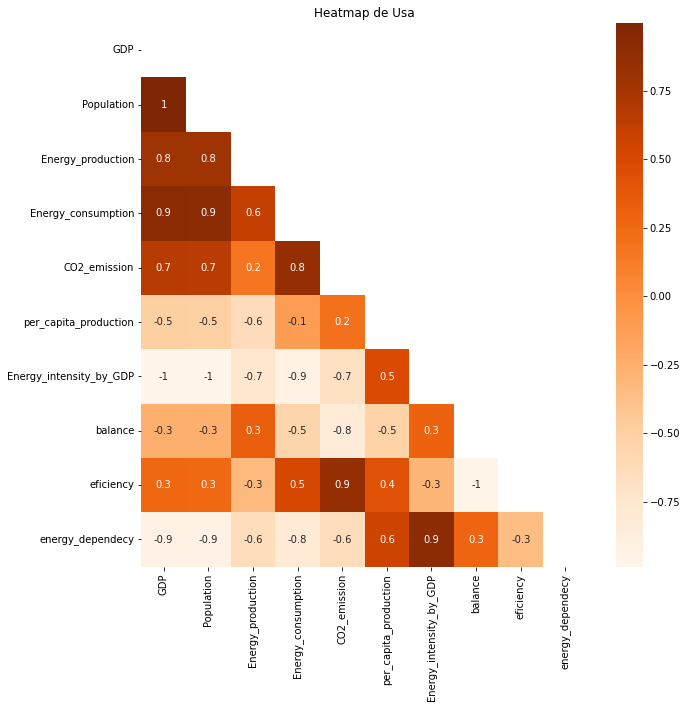 Heatmap de Usa
GDP
Population
1
Energy_production
0.8 0.8
Energy_consumption
0.9 0.9 0.6
CO2_emission
0.7 0.7 0.2 0.8
per_capita_production
-0.5 -0.5 -0.6 -0.1 0.2
Energy_intensity_by_GDP
-1 -1 -0.7 -0.9 -0.7 0.5
balance
-0.3 -0.3 0.3 -0.5 -0.8 -0.5 0.3
eficiency
0.3 0.3 -0.3 0.5 0.9 0.4 -0.3 -1
energy_dependecy
-0.9 -0.9 -0.6 -0.8 -0.6 0.6 0.9 0.3 -0.3
GDP
Population
Energy_production
Energy_consumption
CO2_emission
per_capita_production
Energy_intensity_by_GDP
balance
eficiency
energy_dependecy
0.75
0.50
0.25
0.00
−0.25
−0.50
−0.75